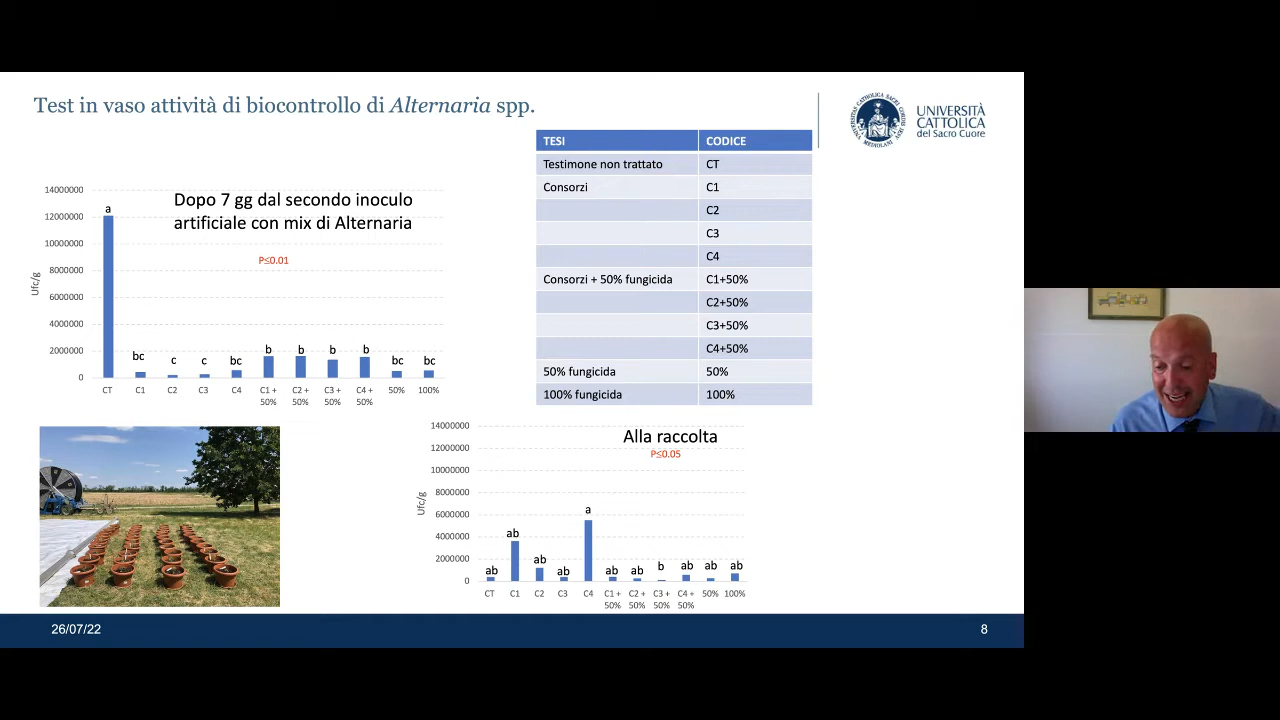 Test in vaso attività di biocontrollo di Alternaria spp.
UNIVERSITÀ
CATTOLICA
del Sacro Cuore
TESI CODICE
Testimone non trattato CT
Consorzi C1
C2
C3
C4
Consorzi + 50% fungicida C1+50%
C2+50%
C3+50%
C4+50%
50% fungicida 50%
100% fungicida 100%
Dopo 7 gg dal secondo inoculo
artificiale con mix di Alternaria
P≤0.01
Ufc/g
14000000
12000000
10000000
8000000
6000000
4000000
2000000
0
a bc c c bc b b b b bc bc
CT C1 C2 C3 C4 C1 + C2 + C3 + C4 + 50% 100%
50% 50% 50% 50%
Alla raccolta
P≤0.05
Ufc/g
14000000
12000000
10000000
8000000
6000000
4000000
2000000
0
ab ab ab ab a ab ab b ab ab ab
CT C1 C2 C3 C4 C1 + C2 + C3 + C4 + 50% 100%
50% 50% 50% 50%
26/07/22 8